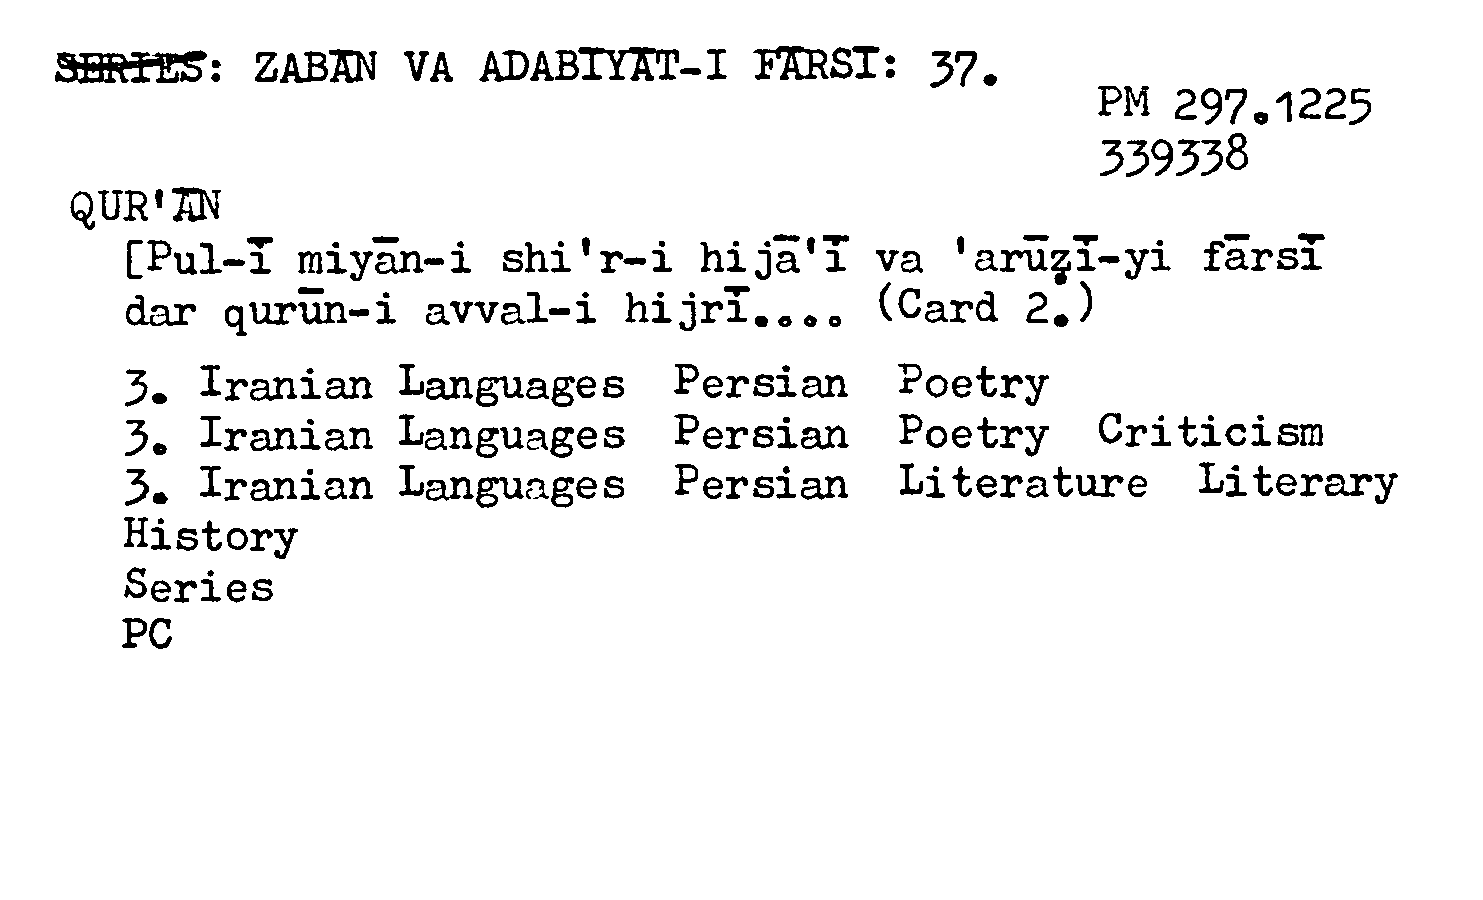 SERIES: ZABĀN VA ADABĪYĀT-I FĀRSĪ: 37.
PM 297.1225
339338
QUR'ĀN
[Pul-ī miyān-i shi'r-i hijā'ī va 'arūẓī-yi fārsī
dar qurūn-i avval-i hijrī.... (Card 2.)
3. Iranian Languages Persian Poetry
3. Iranian Languages Persian Poetry Criticism
3. Iranian Languages Persian Literature Literary
History
Series
PC